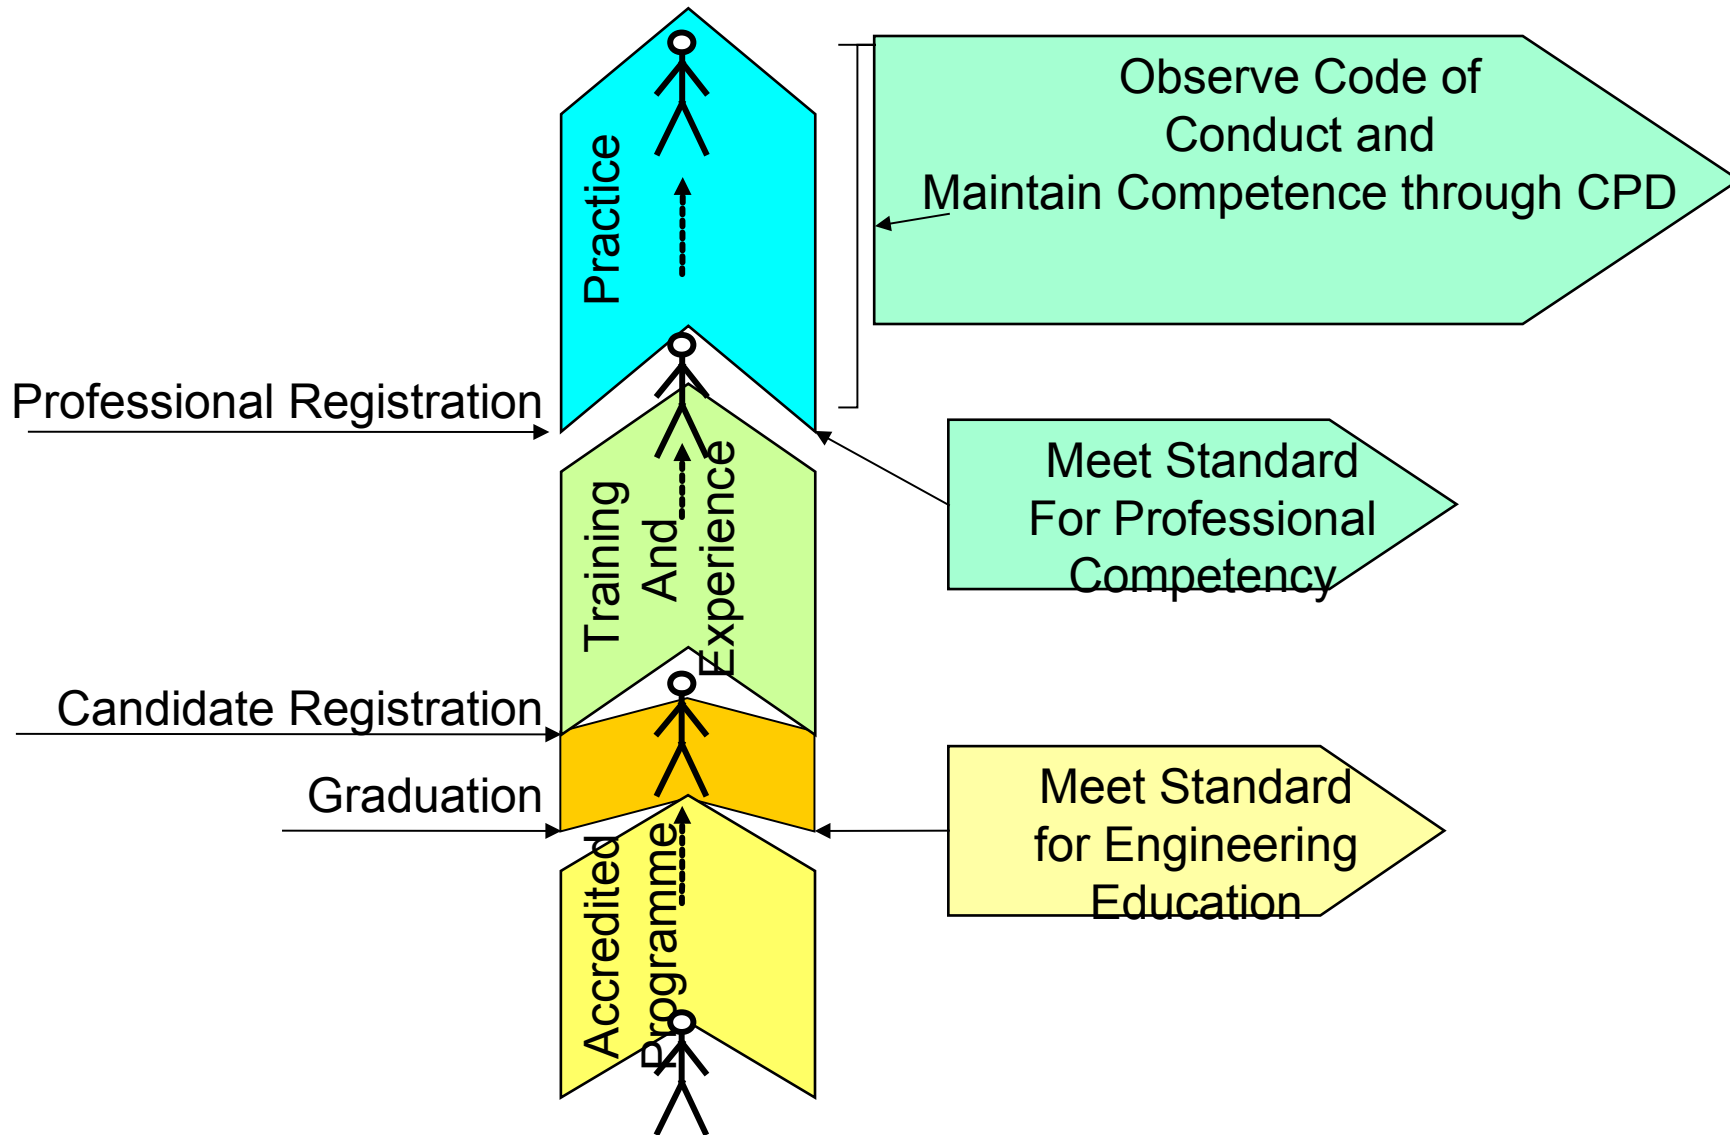 Observe Code of
Conduct and
Maintain Competence through CPD
Practice
Professional Registration
Meet Standard
For Professional
Competency
Training
And
Experience
Candidate Registration
Graduation
Meet Standard
for Engineering
Education
Accredited
Programme